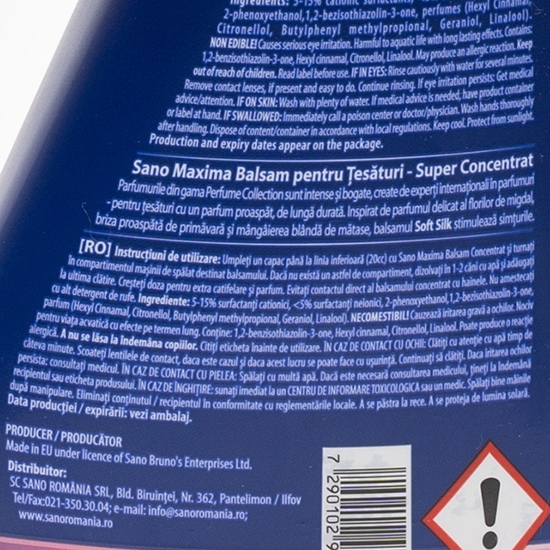 Ingredients: 5-15% cationic surfactants,
2-phenoxyethanol,1,2-bezisothiazolin-3-one, perfumes (Hexyl Cinnamal,
Citronellol, Butylphenyl methylpropional, Geraniol, Linalool).
NON EDIBLE! Causes serious eye irritation. Harmful to aquatic life with long lasting effects. Contains:
1,2-benzisothiazolin-3-one, Hexyl cinnamal, Citronellol, Linalool. May produce an allergic reaction. Keep
out of reach of children. Read label before use. IF IN EYES: Rinse cautiously with water for several minutes.
Remove contact lenses, if present and easy to do. Continue rinsing. If eye irritation persists: Get medical
advice/attention. IF ON SKIN: Wash with plenty of water. If medical advice is needed, have product container
or label at hand. IF SWALLOWED: Immediately call a poison center or doctor/physician. Wash hands thoroughly
after handling. Dispose of content/container in accordance with local regulations. Keep cool. Protect from sunlight.
Production and expiry dates appear on the package.
Sano Maxima Balsam pentru Țesături - Super Concentrat
Parfumurile din gama Perfume Collection sunt intense și bogate, create de experți internaționali în parfumuri
- pentru țesături cu un parfum proaspăt, de lungă durată. Inspirat de parfumul delicat al florilor de migdal,
briza proaspătă de primăvară și mângâierea blândă de mătase, balsamul Soft Silk stimulează simțurile.
[RO] Instrucțiuni de utilizare: Umpleți un capac până la linia inferioară (20cc) cu Sano Maxima Balsam Concentrat și turnați
în compartimentul mașinii de spălat destinat balsamului. Dacă nu există un astfel de compartiment, dizolvați în 1-2 căni cu apă și adăugați
la ultima clătire. Creșteți doza pentru extra catifelare și parfum. Evitați contactul direct al balsamului concentrat cu hainele. Nu amestecați
cu alt detergent de rufe. Ingrediente: 5-15% surfactanți cationici, <5% surfactanți neionici, 2-phenoxyethanol,1,2-bezisothiazolin-3-one,
parfum (Hexyl Cinnamal, Citronellol, Butylphenyl methylpropional, Geraniol, Linalool). NECOMESTIBIL! Cauzează iritarea gravă a ochilor. Nociv
pentru viața acvatică cu efecte pe termen lung. Conține: 1,2-benzisothiazolin-3-one, Hexyl cinnamal, Citronellol, Linalool. Poate produce o reacție
alergică. A nu se lăsa la îndemâna copiilor. Citiți eticheta înainte de utilizare. ÎN CAZ DE CONTACT CU OCHII: Clătiți cu atenție cu apă timp de
câteva minute. Scoateți lentilele de contact, daca este cazul și dacă acest lucru se poate face cu ușurință. Continuați să clătiți. Daca iritarea ochilor
persista: consultați medicul. ÎN CAZ DE CONTACT CU PIELEA: Spălați cu multă apă. Dacă este necesară consultarea medicului, țineți la îndemână
recipientul sau eticheta produsului. ÎN CAZ DE ÎNGHIȚIRE: sunați imediat la un CENTRU DE INFORMARE TOXICOLOGICA sau un medic. Spălați bine mâinile
după manipulare. Eliminati conținutul / recipientul în conformitate cu reglementările locale. A se păstra la rece. A se proteja de lumina solară.
Data producției / expirării: vezi ambalaj.
PRODUCER / PRODUCĂTOR
Made in EU under licence of Sano Bruno's Enterprises Ltd.
Distribuitor:
SC SANO ROMÂNIA SRL, Bld. Biruinței, Nr. 362, Pantelimon / Ilfov
Tel/Fax:021-350.30.04; e-mail: info@sanoromania.ro;
www.sanoromania.ro
7290102